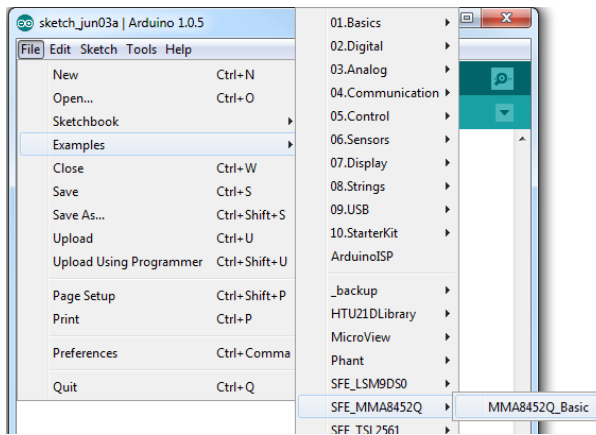 sketch_jun03a | Arduino 1.0.5
File Edit Sketch Tools Help
New Ctrl+N
Open... Ctrl+O
Sketchbook
Examples
Close Ctrl+W
Save Ctrl+S
Save As... Ctrl+Shift+S
Upload Ctrl+U
Upload Using Programmer Ctrl+Shift+U
Page Setup Ctrl+Shift+P
Print Ctrl+P
Preferences Ctrl+Comma
Quit Ctrl+Q
01.Basics
02.Digital
03.Analog
04.Communication
05.Control
06.Sensors
07.Display
08.Strings
09.USB
10.StarterKit
ArduinoISP
_backup
HTU21DLibrary
MicroView
Phant
SFE_LSM9DS0
SFE_MMA8452Q
SFE_TSL2561
MMA8452Q_Basic